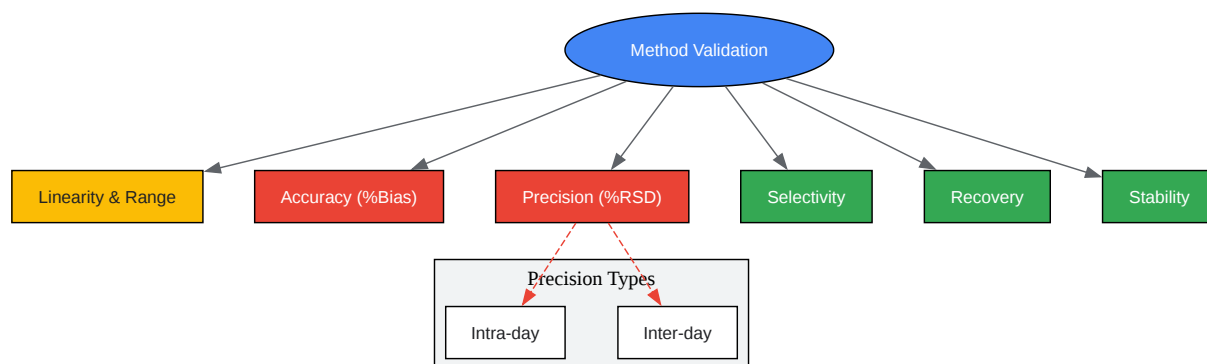 Method Validation
Linearity & Range
Accuracy (%Bias)
Precision (%RSD)
Selectivity
Recovery
Stability
Precision Types
Intra-day
Inter-day